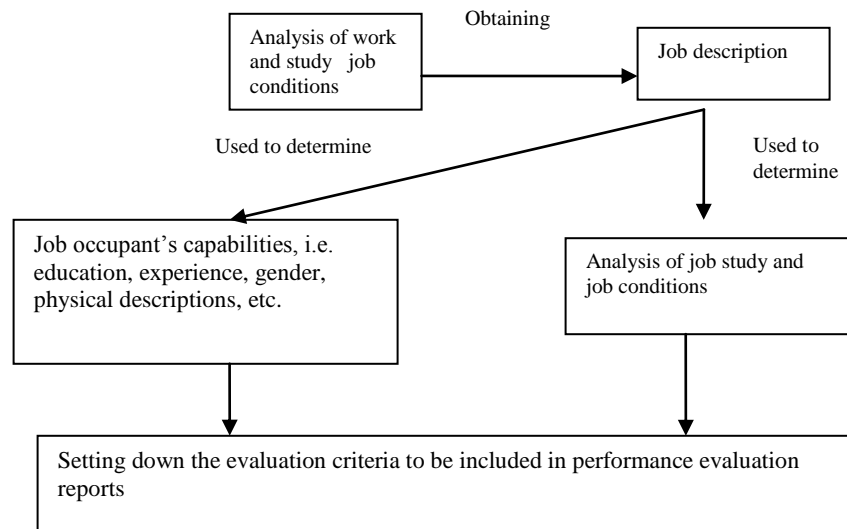 Obtaining
Analysis of work
and study job
conditions
Job description
Used to determine
Used to
determine
Job occupant's capabilities, i.e.
education, experience, gender,
physical descriptions, etc.
Analysis of job study and
job conditions
Setting down the evaluation criteria to be included in performance evaluation
reports